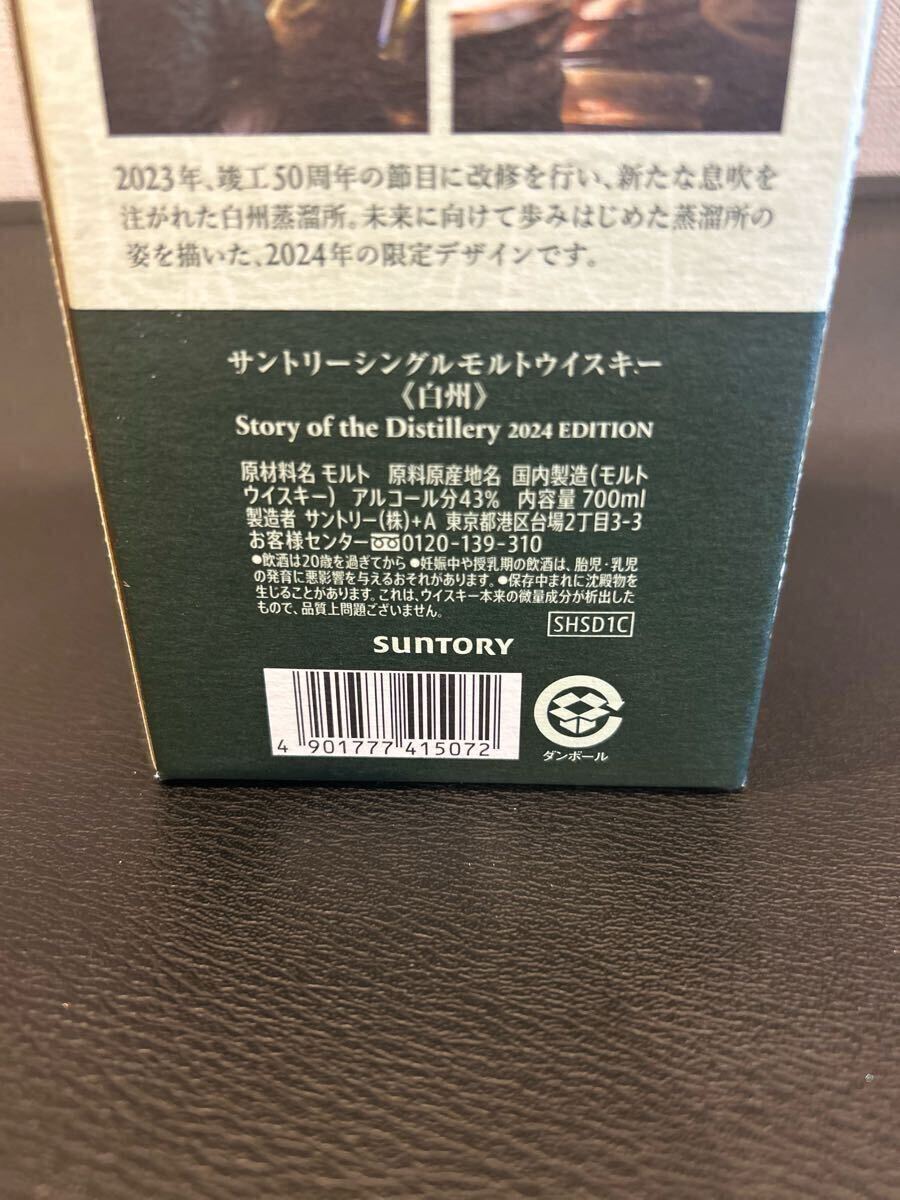 2023年、竣工50周年の節目に改修を行い、新たな息吹を
注がれた白州蒸溜所。未来に向けて歩みはじめた蒸溜所の
姿を描いた、2024年の限定デザインです。
サントリーシングルモルトウイスキー
《白州》
Story of the Distillery 2024 EDITION
原材料名 モルト 原料原産地名 国内製造(モルト
ウイスキー) アルコール分43% 内容量 700ml
製造者 サントリー(株)+A 東京都港区台場2丁目3-3
お客様センター 0120-139-310
●飲酒は20歳を過ぎてから ●妊娠中や授乳期の飲酒は、胎児・乳児
の発育に悪影響を与えるおそれがあります。●保存中まれに沈殿物を
生じることがあります。これは、ウイスキー本来の微量成分が析出した
もので、品質上問題ございません。
SHSD1C
SUNTORY
4 901777 415072
ダンボール